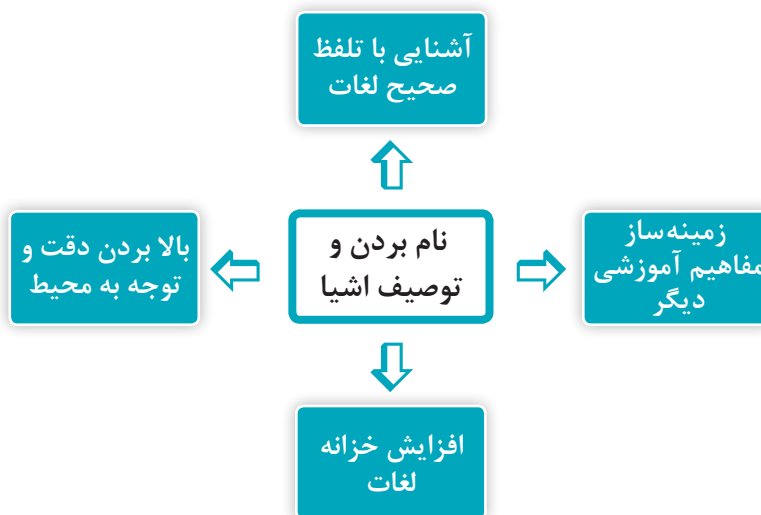 آشنایی با تلفظ
صحیح لغات
زمینه‌ساز
مفاهیم آموزشی
دیگر
نام بردن و
توصیف اشیا
بالا بردن دقت و
توجه به محیط
افزایش خزانه
لغات